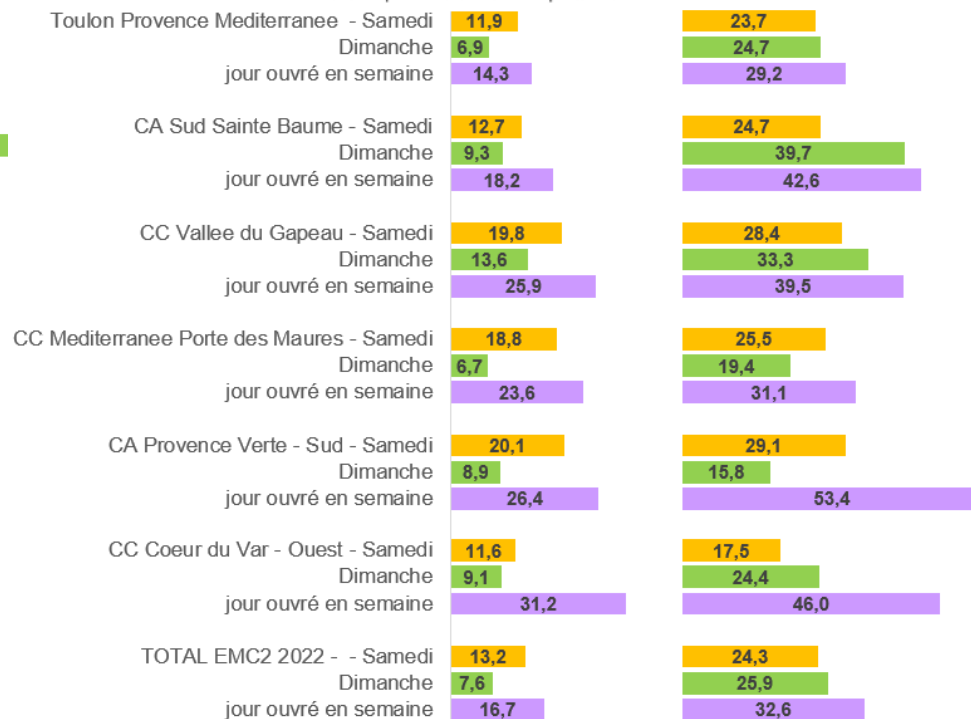 Toulon Provence Mediterranee - Samedi 11,9 23,7
Dimanche 6,9 24,7
jour ouvré en semaine 14,3 29,2
CA Sud Sainte Baume - Samedi 12,7 24,7
Dimanche 9,3 39,7
jour ouvré en semaine 18,2 42,6
CC Vallee du Gapeau - Samedi 19,8 28,4
Dimanche 13,6 33,3
jour ouvré en semaine 25,9 39,5
CC Mediterranee Porte des Maures - Samedi 18,8 25,5
Dimanche 6,7 19,4
jour ouvré en semaine 23,6 31,1
CA Provence Verte - Sud - Samedi 20,1 29,1
Dimanche 8,9 15,8
jour ouvré en semaine 26,4 53,4
CC Coeur du Var - Ouest - Samedi 11,6 17,5
Dimanche 9,1 24,4
jour ouvré en semaine 31,2 46,0
TOTAL EMC2 2022 - - Samedi 13,2 24,3
Dimanche 7,6 25,9
jour ouvré en semaine 16,7 32,6